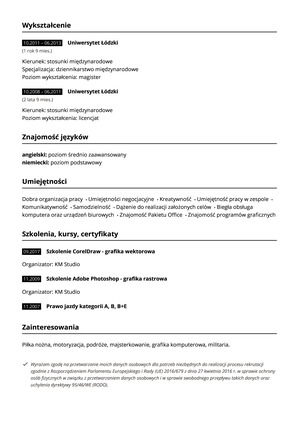 Wykształcenie
10.2011 - 06.2013 Uniwersytet Łódzki
(1 rok 9 mies.)
Kierunek: stosunki międzynarodowe
Specjalizacja: dziennikarstwo międzynarodowe
Poziom wykształcenia: magister
10.2008 - 06.2011 Uniwersytet Łódzki
(2 lata 9 mies.)
Kierunek: stosunki międzynarodowe
Poziom wykształcenia: licencjat
Znajomość języków
angielski: poziom średnio zaawansowany
niemiecki: poziom podstawowy
Umiejętności
Dobra organizacja pracy - Umiejętności negocjacyjne - Kreatywność - Umiejętność pracy w zespole -
Komunikatywność - Samodzielność - Dążenie do realizacji założonych celów - Biegła obsługa
komputera oraz urządzeń biurowych - Znajomość Pakietu Office - Znajomość programów graficznych
Szkolenia, kursy, certyfikaty
09.2017 Szkolenie CorelDraw - grafika wektorowa
Organizator: KM Studio
11.2009 Szkolenie Adobe Photoshop - grafika rastrowa
Organizator: KM Studio
11.2007 Prawo jazdy kategorii A, B, B+E
Zainteresowania
Piłka nożna, motoryzacja, podróże, majsterkowanie, grafika komputerowa, militaria.
Wyrażam zgodę na przetwarzanie moich danych osobowych dla potrzeb niezbędnych do realizacji procesu rekrutacji
zgodnie z Rozporządzeniem Parlamentu Europejskiego i Rady (UE) 2016/679 z dnia 27 kwietnia 2016 r. w sprawie ochrony
osób fizycznych w związku z przetwarzaniem danych osobowych i w sprawie swobodnego przepływu takich danych oraz
uchylenia dyrektywy 95/46/WE (RODO).